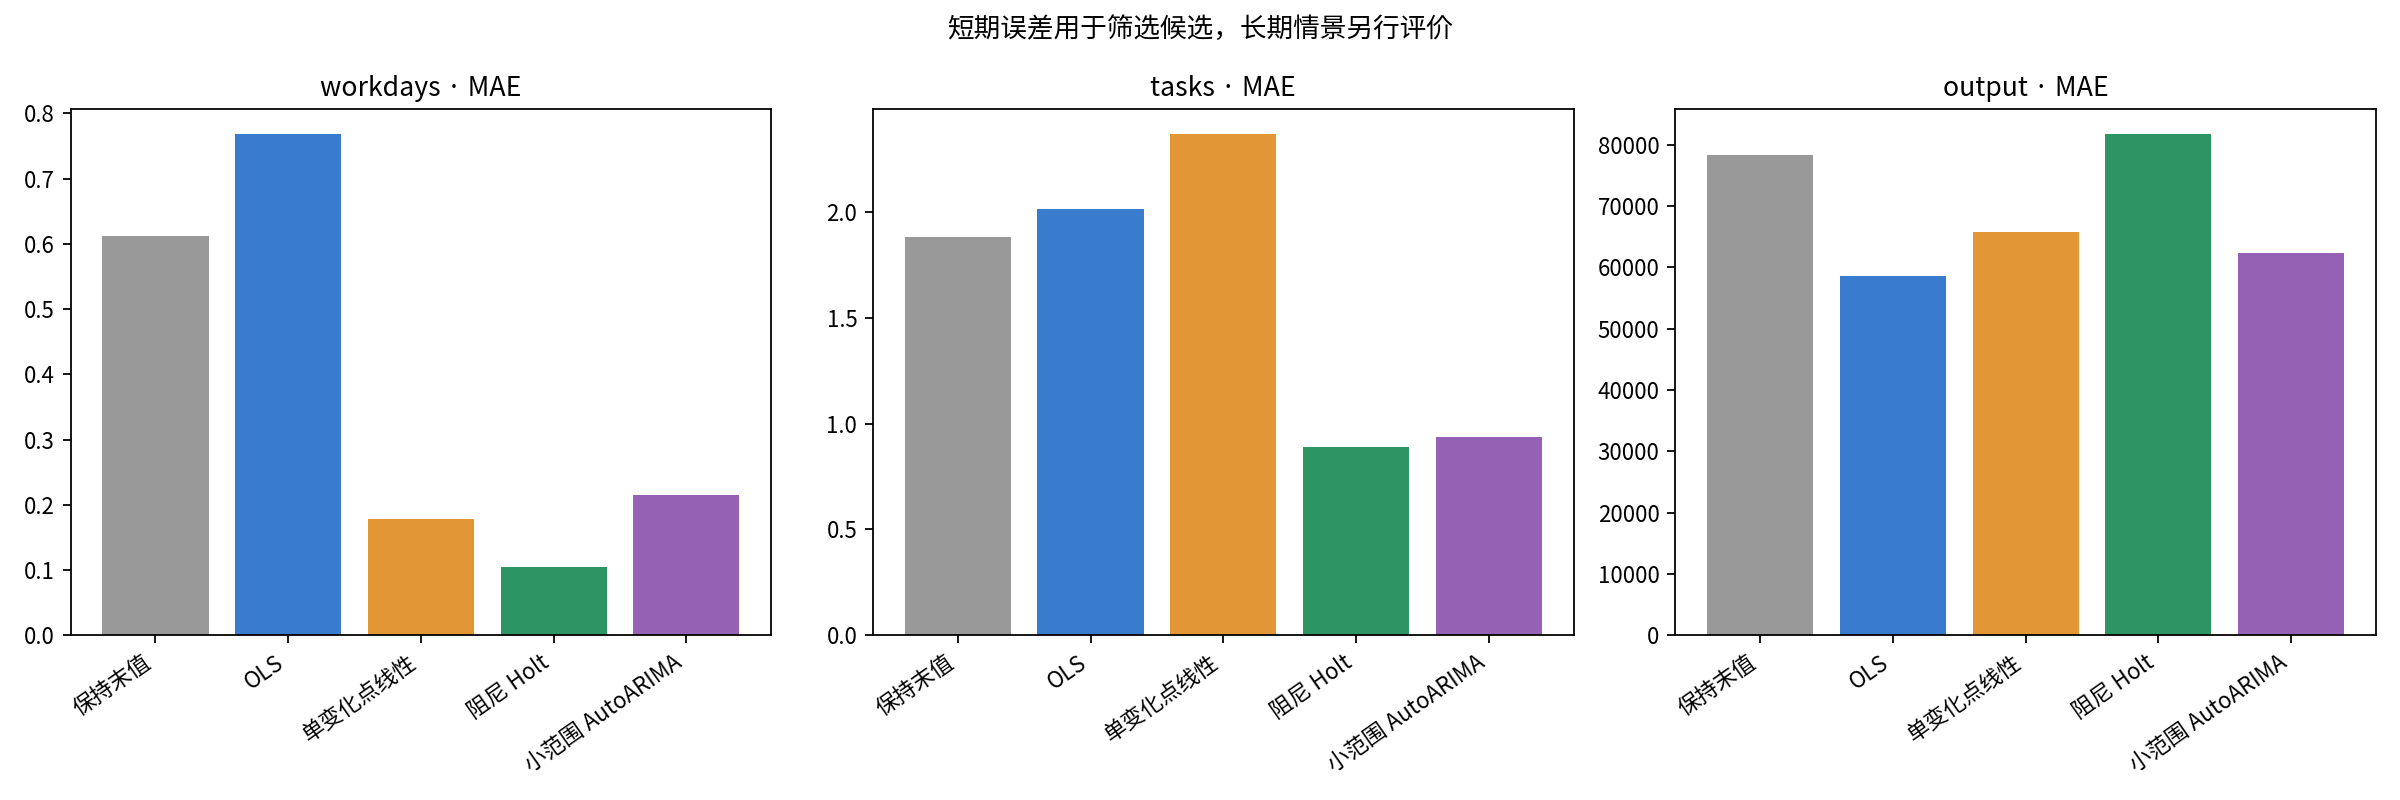 短期误差用于筛选候选，长期情景另行评价
workdays · MAE
0.8
0.7
0.6
0.5
0.4
0.3
0.2
0.1
0.0
保持末值
OLS
单变化点线性
阻尼 Holt
小范围 AutoARIMA
tasks · MAE
2.0
1.5
1.0
0.5
0.0
保持末值
OLS
单变化点线性
阻尼 Holt
小范围 AutoARIMA
output · MAE
80000
70000
60000
50000
40000
30000
20000
10000
0
保持末值
OLS
单变化点线性
阻尼 Holt
小范围 AutoARIMA